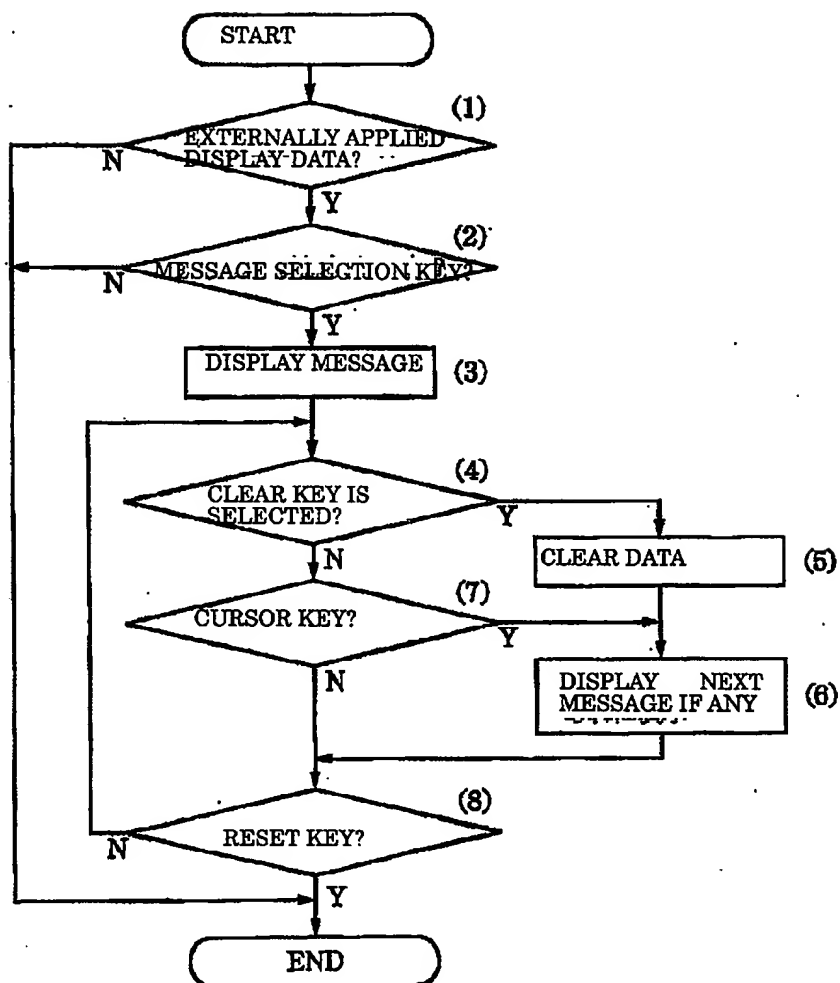 START
(1)
EXTERNALLY APPLIED
DISPLAY-DATA?
N
Y
(2)
MESSAGE SELECTION KEY?
N
Y
DISPLAY MESSAGE
(3)
(4)
CLEAR KEY IS
SELECTED?
Y
N
CLEAR DATA
(5)
(7)
CURSOR KEY?
Y
N
DISPLAY NEXT
MESSAGE IF ANY
(6)
(8)
RESET KEY?
N
Y
END